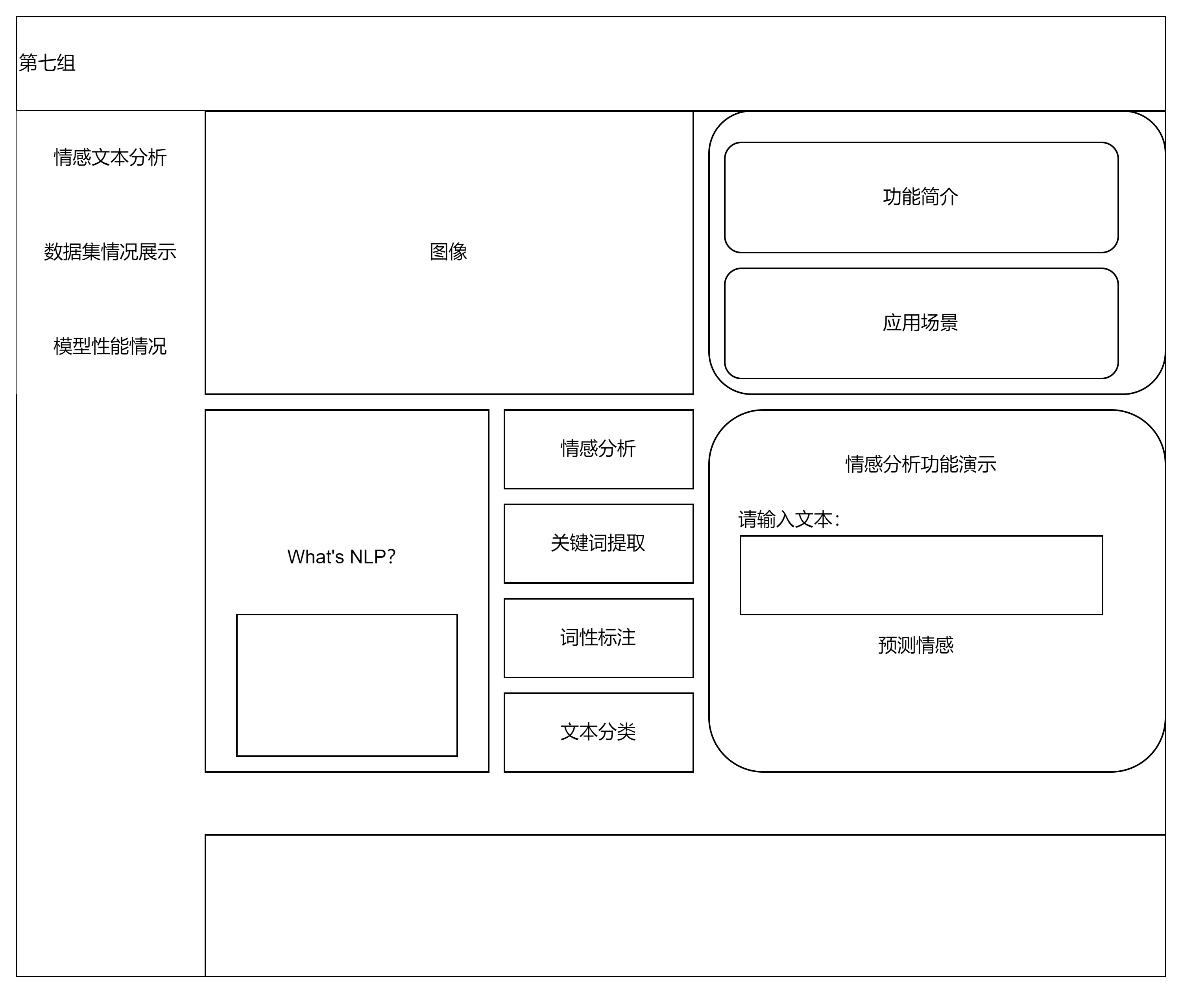 第七组
情感文本分析
数据集情况展示
模型性能情况
图像
功能简介
应用场景
What's NLP?
情感分析
关键词提取
词性标注
文本分类
情感分析功能演示
请输入文本：
预测情感